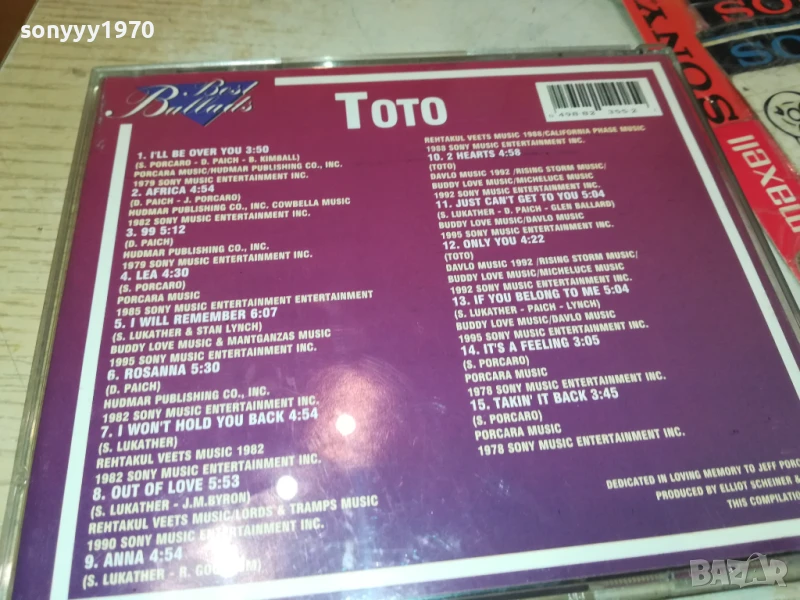 sonyyy1970
Best
Ballads
TOTO
1. I'LL BE OVER YOU 3:50
(S. PORCARO - D. PAICH - B. KIMBALL)
PORCARA MUSIC/HUDMAR PUBLISHING CO., INC.
1979 SONY MUSIC ENTERTAINMENT INC.
2. AFRICA 4:54
(D. PAICH - J. PORCARO)
HUDMAR PUBLISHING CO., INC. COWBELLA MUSIC
1982 SONY MUSIC ENTERTAINMENT INC.
3. 99 5:12
(D. PAICH)
HUDMAR PUBLISHING CO., INC.
1979 SONY MUSIC ENTERTAINMENT INC.
4. LEA 4:30
(S. PORCARO)
PORCARA MUSIC
1985 SONY MUSIC ENTERTAINMENT ENTERTAINMENT
5. I WILL REMEMBER 6:07
(S. LUKATHER & STAN LYNCH)
BUDDY LOVE MUSIC & MANTGANZAS MUSIC
1995 SONY MUSIC ENTERTAINMENT INC.
6. ROSANNA 5:30
(D. PAICH)
HUDMAR PUBLISHING CO., INC.
1982 SONY MUSIC ENTERTAINMENT INC.
7. I WON'T HOLD YOU BACK 4:54
(S. LUKATHER)
REHTAKUL VEETS MUSIC 1982
1982 SONY MUSIC ENTERTAINMENT INC.
8. OUT OF LOVE 5:53
(S. LUKATHER - J.M.BYRON)
REHTAKUL VEETS MUSIC/LORDS & TRAMPS MUSIC
1990 SONY MUSIC ENTERTAINMENT INC.
9. ANNA 4:54
(S. LUKATHER - R.
REHTAKUL VEETS MUSIC 1988/CALIFORNIA PHASE MUSIC
1988 SONY MUSIC ENTERTAINMENT INC.
10. 2 HEARTS 4:58
(TOTO)
DAVLO MUSIC 1992 /RISING STORM MUSIC/
BUDDY LOVE MUSIC/MICHELUCE MUSIC
1992 SONY MUSIC ENTERTAINMENT INC.
11. JUST CAN'T GET TO YOU 5:04
(S. LUKATHER - D. PAICH - GLEN BALLARD)
BUDDY LOVE MUSIC/DAVLO MUSIC
1995 SONY MUSIC ENTERTAINMENT INC.
12. ONLY YOU 4:22
(TOTO)
DAVLO MUSIC 1992 /RISING STORM MUSIC/
BUDDY LOVE MUSIC/MICHELUCE MUSIC
1992 SONY MUSIC ENTERTAINMENT INC.
13. IF YOU BELONG TO ME 5:04
(S. LUKATHER - PAICH - LYNCH)
BUDDY LOVE MUSIC/DAVLO MUSIC
1995 SONY MUSIC ENTERTAINMENT INC.
14. IT'S A FEELING 3:05
(S. PORCARO)
PORCARA MUSIC
1978 SONY MUSIC ENTERTAINMENT INC.
15. TAKIN' IT BACK 3:45
(S. PORCARO)
PORCARA MUSIC
1978 SONY MUSIC ENTERTAINMENT INC.
DEDICATED IN LOVING MEMORY TO JEFF PORC
PRODUCED BY ELLIOT SCHEINER &
THIS COMPILATION
SONY
maxell
BAZAR